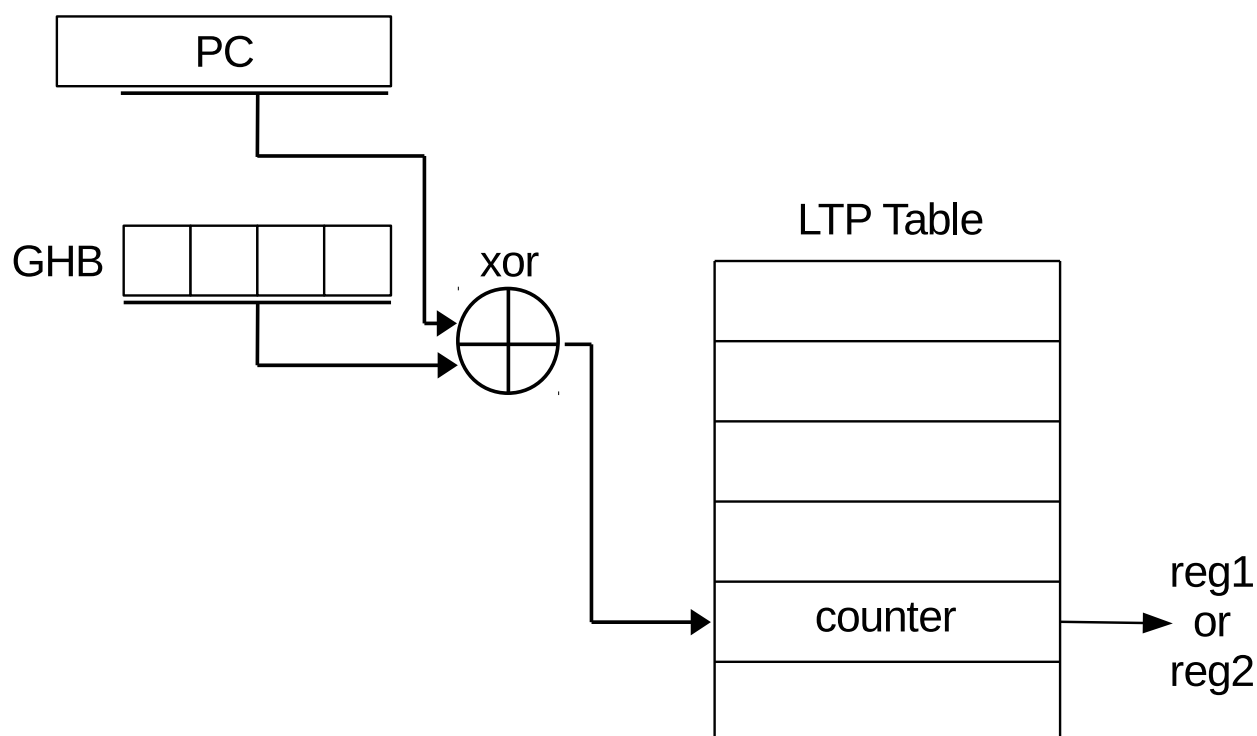 PC
GHB
xor
LTP Table
counter
reg1
or
reg2